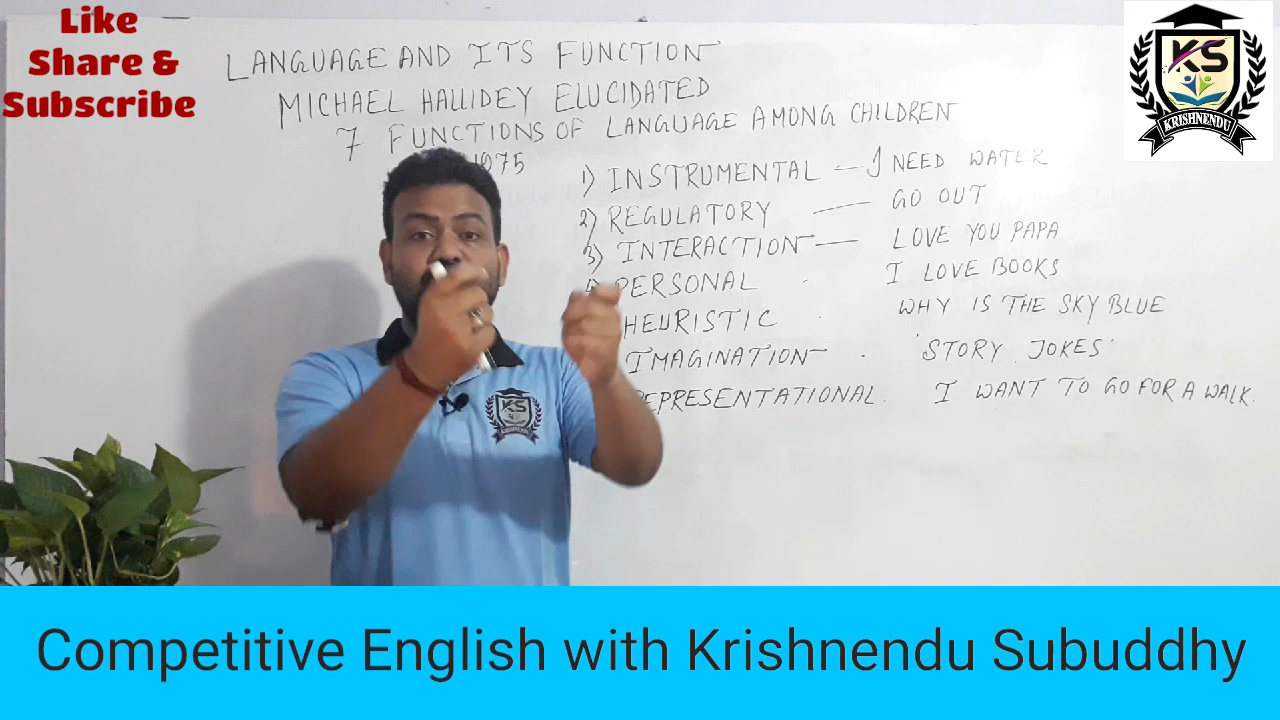 Like
Share &
Subscribe
LANGUAGE AND ITS FUNCTION
MICHAEL HALLIDEY ELUCIDATED
7 FUNCTIONS OF LANGUAGE AMONG CHILDREN
1975
1) INSTRUMENTAL — I NEED WATER
2) REGULATORY — GO OUT
3) INTERACTION — LOVE YOU PAPA
PERSONAL I LOVE BOOKS
HEURISTIC WHY IS THE SKY BLUE
IMAGINATION 'STORY JOKES'
REPRESENTATIONAL. I WANT TO GO FOR A WALK.
KS
KRISHNENDU
KS
Competitive English with Krishnendu Subuddhy